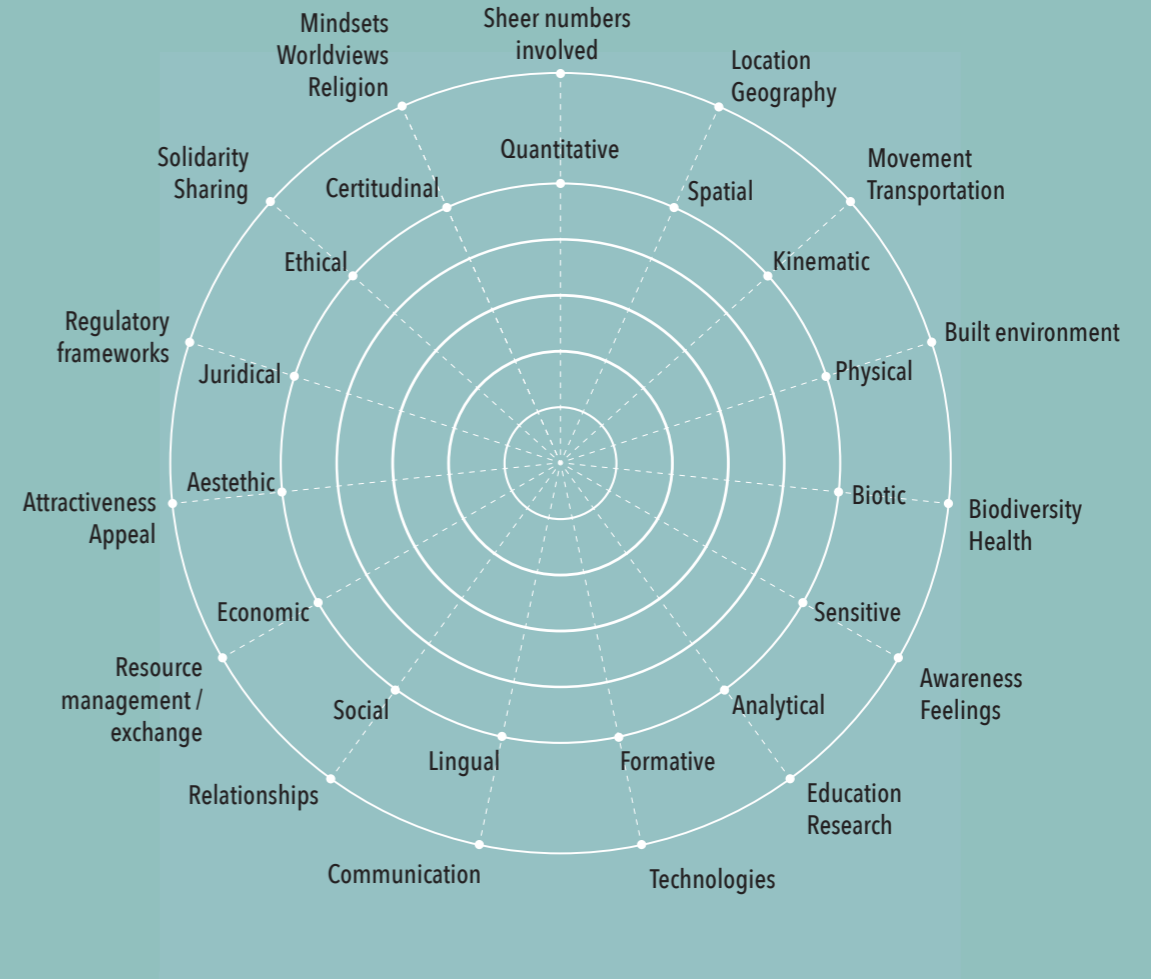 Sheer numbers
involved
Quantitative
Location
Geography
Spatial
Movement
Transportation
Kinematic
Built environment
Physical
Biodiversity
Health
Biotic
Awareness
Feelings
Sensitive
Education
Research
Analytical
Technologies
Formative
Communication
Lingual
Relationships
Social
Resource
management /
exchange
Economic
Attractiveness
Appeal
Aestethic
Regulatory
frameworks
Juridical
Solidarity
Sharing
Ethical
Mindsets
Worldviews
Religion
Certitudinal